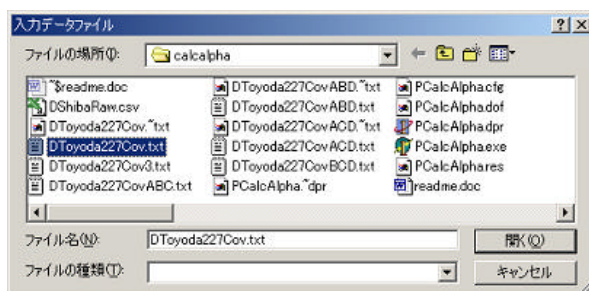 入力データファイル
ファイルの場所(I): calcalpha
~$readme.doc
DShibaRaw.csv
DToyoda227Cov.~txt
DToyoda227Cov.txt
DToyoda227Cov3.txt
DToyoda227CovABC.txt
DToyoda227CovABD.~txt
DToyoda227CovABD.txt
DToyoda227CovACD.~txt
DToyoda227CovACD.txt
DToyoda227CovBCD.txt
PCalcAlpha.~dpr
PCalcAlpha.cfg
PCalcAlpha.dof
PCalcAlpha.dpr
PCalcAlpha.exe
PCalcAlpha.res
readme.doc
ファイル名(N): DToyoda227Cov.txt 開く(O)
ファイルの種類(T): キャンセル